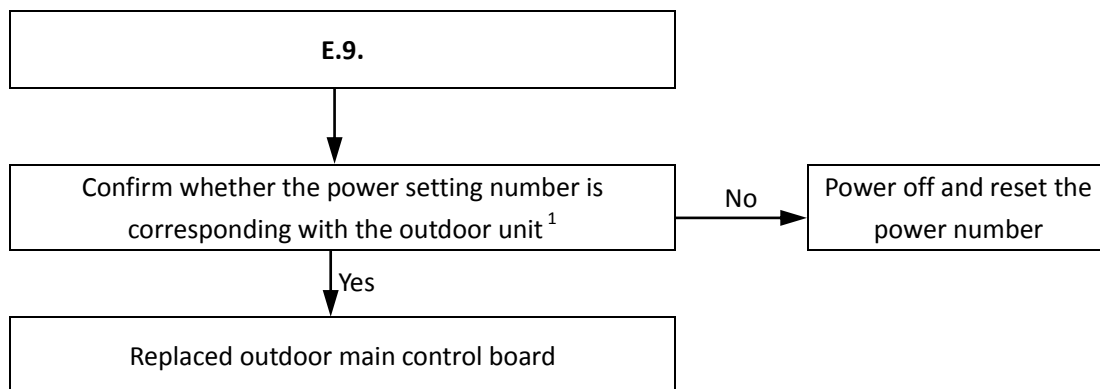 E.9.
Confirm whether the power setting number is
corresponding with the outdoor unit 1
No
Power off and reset the
power number
Yes
Replaced outdoor main control board